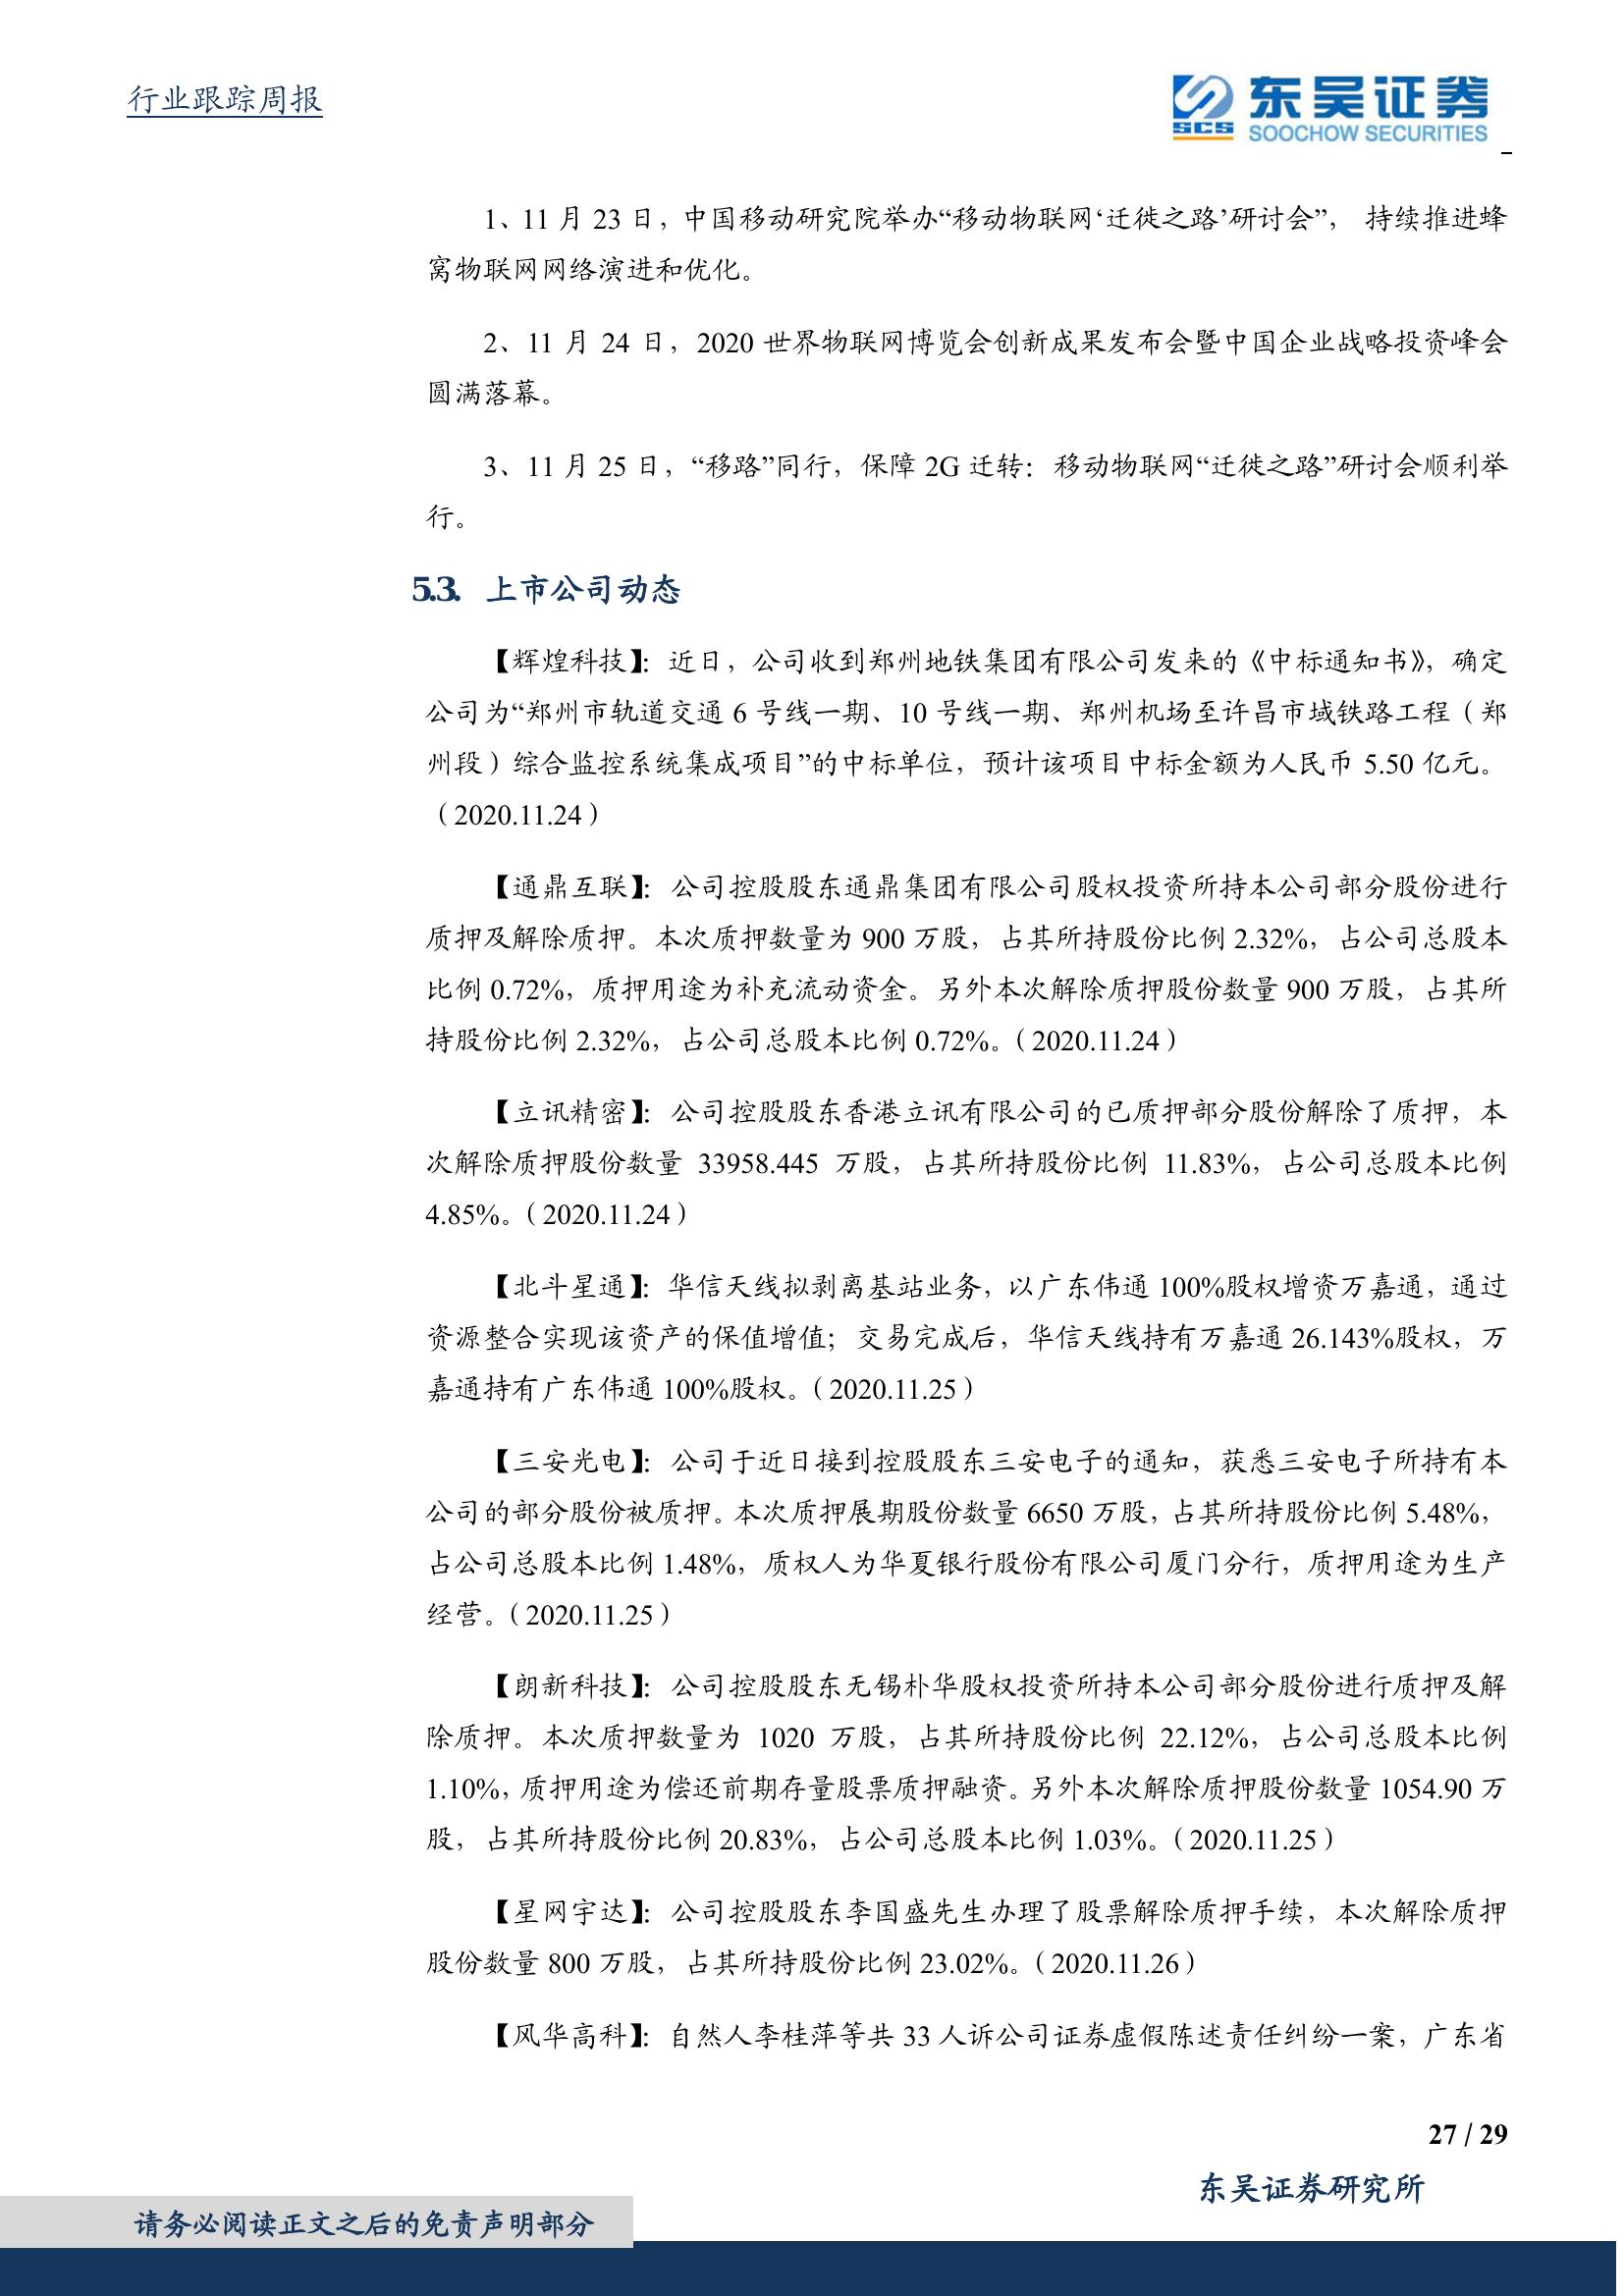 行业跟踪周报
东吴证券
SCS
SOOCHOW SECURITIES
1、11 月 23 日，中国移动研究院举办“移动物联网‘迁徙之路’研讨会”， 持续推进蜂
窝物联网网络演进和优化。
2、11 月 24 日，2020 世界物联网博览会创新成果发布会暨中国企业战略投资峰会
圆满落幕。
3、11 月 25 日，“移路”同行，保障 2G 迁转：移动物联网“迁徙之路”研讨会顺利举
行。
5.3. 上市公司动态
【辉煌科技】：近日，公司收到郑州地铁集团有限公司发来的《中标通知书》，确定
公司为“郑州市轨道交通 6 号线一期、10 号线一期、郑州机场至许昌市域铁路工程（郑
州段）综合监控系统集成项目”的中标单位，预计该项目中标金额为人民币 5.50 亿元。
（2020.11.24）
【通鼎互联】：公司控股股东通鼎集团有限公司股权投资所持本公司部分股份进行
质押及解除质押。本次质押数量为 900 万股，占其所持股份比例 2.32%，占公司总股本
比例 0.72%，质押用途为补充流动资金。另外本次解除质押股份数量 900 万股，占其所
持股份比例 2.32%，占公司总股本比例 0.72%。（2020.11.24）
【立讯精密】：公司控股股东香港立讯有限公司的已质押部分股份解除了质押，本
次解除质押股份数量 33958.445 万股，占其所持股份比例 11.83%，占公司总股本比例
4.85%。（2020.11.24）
【北斗星通】：华信天线拟剥离基站业务，以广东伟通 100%股权增资万嘉通，通过
资源整合实现该资产的保值增值；交易完成后，华信天线持有万嘉通 26.143%股权，万
嘉通持有广东伟通 100%股权。（2020.11.25）
【三安光电】：公司于近日接到控股股东三安电子的通知，获悉三安电子所持有本
公司的部分股份被质押。本次质押展期股份数量 6650 万股，占其所持股份比例 5.48%，
占公司总股本比例 1.48%，质权人为华夏银行股份有限公司厦门分行，质押用途为生产
经营。（2020.11.25）
【朗新科技】：公司控股股东无锡朴华股权投资所持本公司部分股份进行质押及解
除质押。本次质押数量为 1020 万股，占其所持股份比例 22.12%，占公司总股本比例
1.10%，质押用途为偿还前期存量股票质押融资。另外本次解除质押股份数量 1054.90 万
股，占其所持股份比例 20.83%，占公司总股本比例 1.03%。（2020.11.25）
【星网宇达】：公司控股股东李国盛先生办理了股票解除质押手续，本次解除质押
股份数量 800 万股，占其所持股份比例 23.02%。（2020.11.26）
【风华高科】：自然人李桂萍等共 33 人诉公司证券虚假陈述责任纠纷一案，广东省
27 / 29
东吴证券研究所
请务必阅读正文之后的免责声明部分